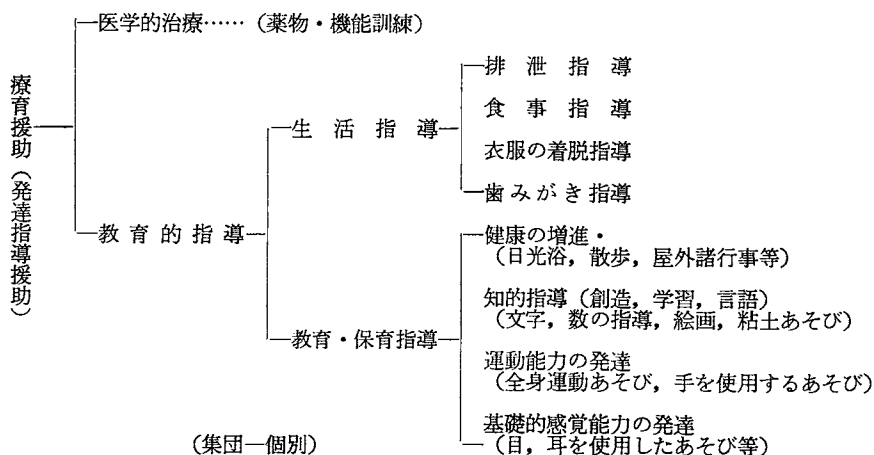 療育援助（発達指導援助）
医学的治療……（薬物・機能訓練）
教育的指導
生活指導
排泄指導
食事指導
衣服の着脱指導
歯みがき指導
教育・保育指導
健康の増進・
（日光浴，散歩，屋外諸行事等）
知的指導（創造，学習，言語）
（文字，数の指導，絵画，粘土あそび）
運動能力の発達
（全身運動あそび，手を使用するあそび）
基礎的感覚能力の発達
（目，耳を使用したあそび等）
（集団―個別）